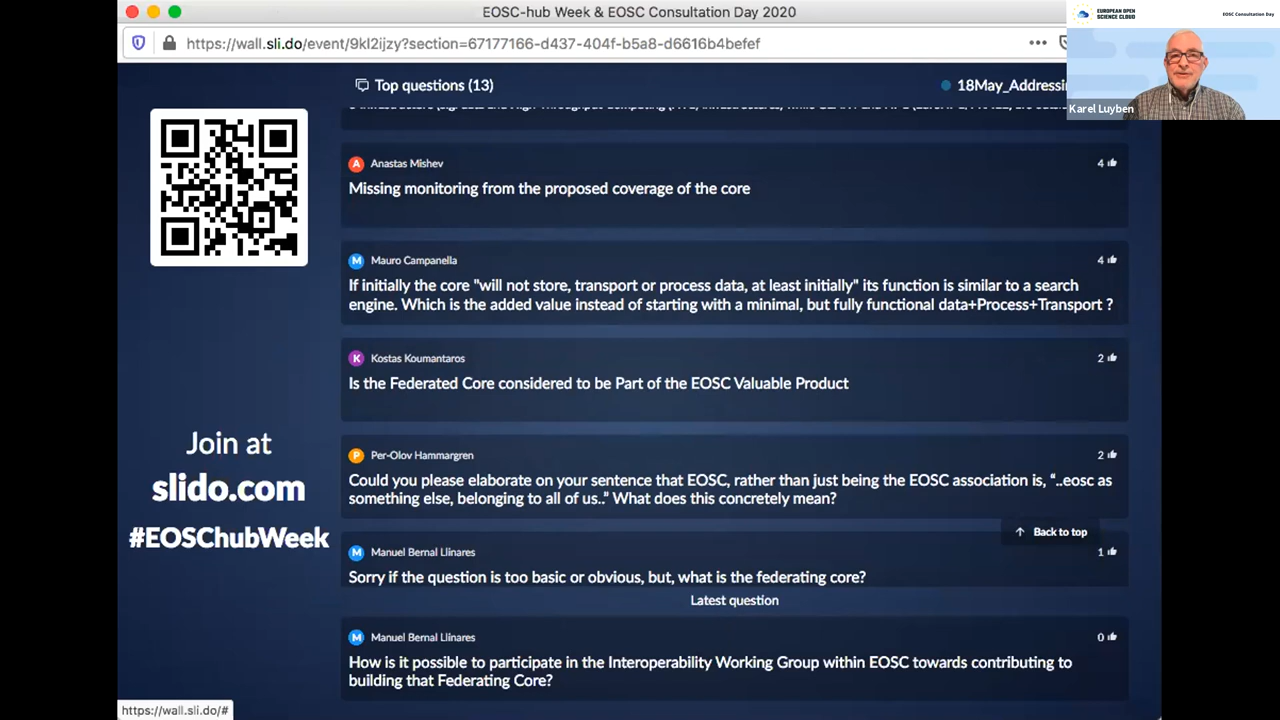 EOSC-hub Week & EOSC Consultation Day 2020
EUROPEAN OPEN
SCIENCE CLOUD
EOSC Consultation Day
https://wall.sli.do/event/9kl2ijzy?section=67177166-d437-404f-b5a8-d6616b4befef
Top questions (13)
18May_Addressin
Karel Luyben
Anastas Mishev
4
Missing monitoring from the proposed coverage of the core
Mauro Campanella
4
If initially the core "will not store, transport or process data, at least initially" its function is similar to a search
engine. Which is the added value instead of starting with a minimal, but fully functional data+Process+Transport ?
Kostas Koumantaros
2
Is the Federated Core considered to be Part of the EOSC Valuable Product
Per-Olov Hammargren
2
Could you please elaborate on your sentence that EOSC, rather than just being the EOSC association is, “..eosc as
something else, belonging to all of us..” What does this concretely mean?
Back to top
Manuel Bernal Llinares
1
Sorry if the question is too basic or obvious, but, what is the federating core?
Latest question
Manuel Bernal Llinares
0
How is it possible to participate in the Interoperability Working Group within EOSC towards contributing to
building that Federating Core?
Join at
slido.com
#EOSChubWeek
https://wall.sli.do/#
A
M
K
P
M
M